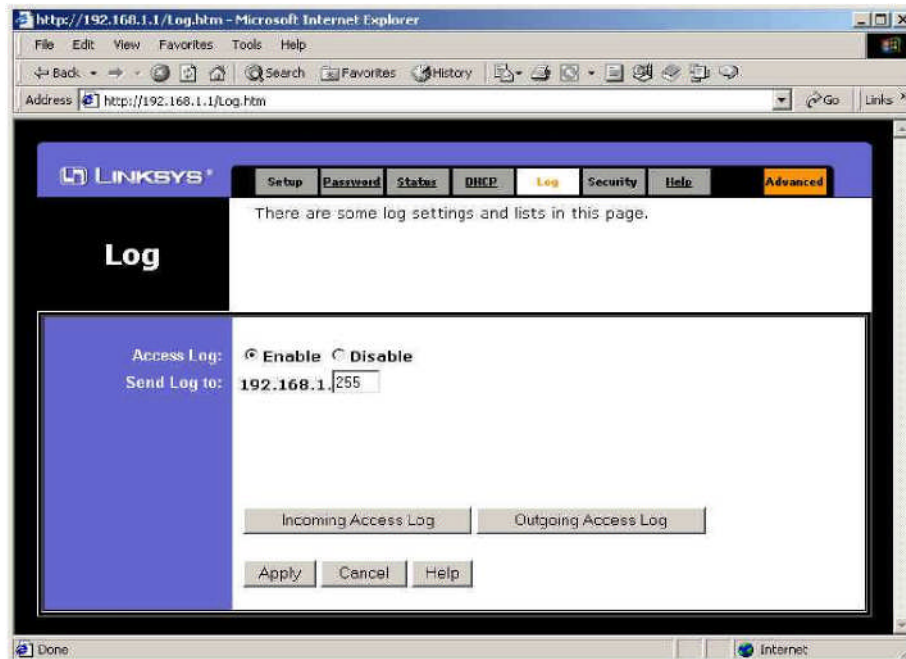 http://192.168.1.1/Log.htm - Microsoft Internet Explorer
File Edit View Favorites Tools Help
Back Search Favorites History
Address http://192.168.1.1/Log.htm Go Links »
LINKSYS®
Setup Password Status DHCP Log Security Help Advanced
There are some log settings and lists in this page.
Log
Access Log: Enable Disable
Send Log to: 192.168.1.255
Incoming Access Log Outgoing Access Log
Apply Cancel Help
Done Internet